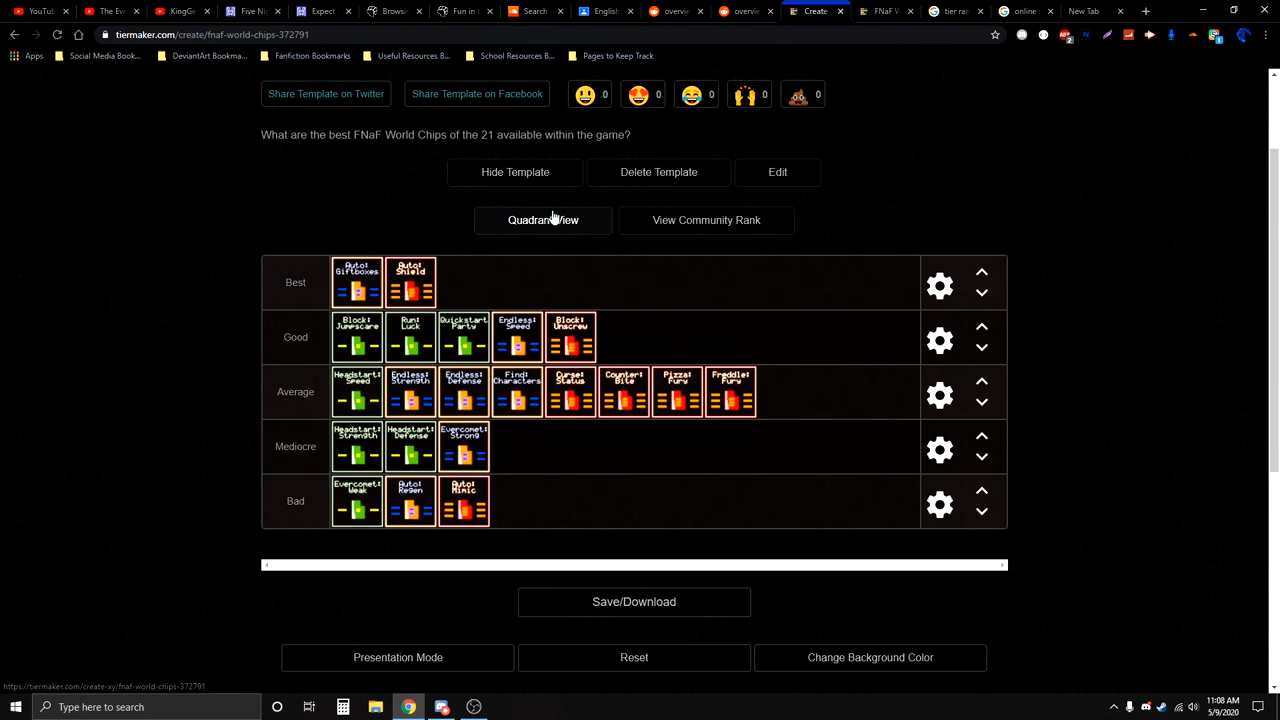 YouTu
The Ev
KingGe
Five Nig
Expect
Browse
Fun in t
Search
English
overvie
overvie
Create
FNaF W
tier ran
online
New Tab
tiermaker.com/create/fnaf-world-chips-372791
Apps
Social Media Book...
DeviantArt Bookma...
Fanfiction Bookmarks
Useful Resources B...
School Resources B...
Pages to Keep Track
Share Template on Twitter
Share Template on Facebook
0
0
0
0
0
What are the best FNaF World Chips of the 21 available within the game?
Hide Template
Delete Template
Edit
Quadrant View
View Community Rank
Best
Auto: Giftboxes
Auto: Shield
Good
Block: Jumpscare
Run: Luck
Quickstart Party
Endless: Speed
Block: Unscrew
Average
Headstart: Speed
Endless: Strength
Endless: Defense
Find: Characters
Curse: Status
Counter: Bite
Pizza: Fury
Freddle: Fury
Mediocre
Headstart: Strength
Headstart: Defense
Evercomet: Strong
Bad
Evercomet: Weak
Auto: Regen
Auto: Mimic
Save/Download
Presentation Mode
Reset
Change Background Color
https://tiermaker.com/create-xy/fnaf-world-chips-372791
Type here to search
11:08 AM
5/9/2020